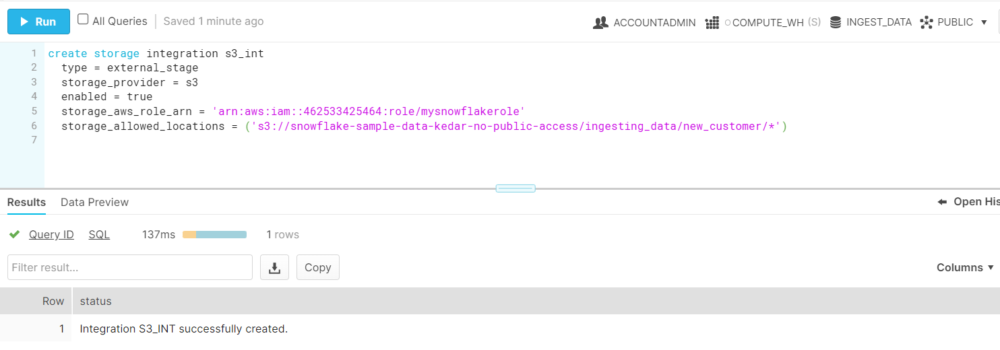 Run All Queries Saved 1 minute ago ACCOUNTADMIN COMPUTE_WH (S) INGEST_DATA PUBLIC
1 create storage integration s3_int
2 type = external_stage
3 storage_provider = s3
4 enabled = true
5 storage_aws_role_arn = 'arn:aws:iam::462533425464:role/mysnowflakerole'
6 storage_allowed_locations = ('s3://snowflake-sample-data-kedar-no-public-access/ingesting_data/new_customer/*')
7
Results Data Preview Open His
Query ID SQL 137ms 1 rows
Filter result... Copy Columns
Row status
1 Integration S3_INT successfully created.